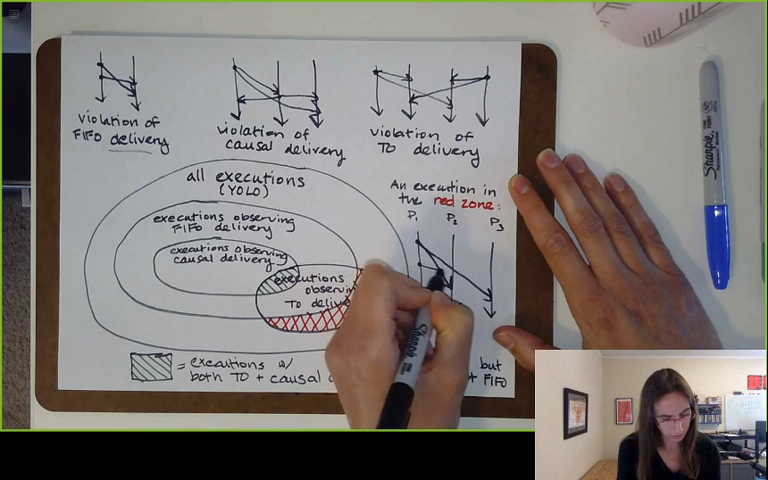 violation of
FIFO delivery
violation of
causal delivery
violation of
TO delivery
all executions
(YOLO)
executions observing
FIFO delivery
executions observing
causal delivery
executions
observing
TO
An execution in
the red zone:
P1
P2
P3
= executions w/
both TO + causal
but
FIFO
Sharpie
Sharpie